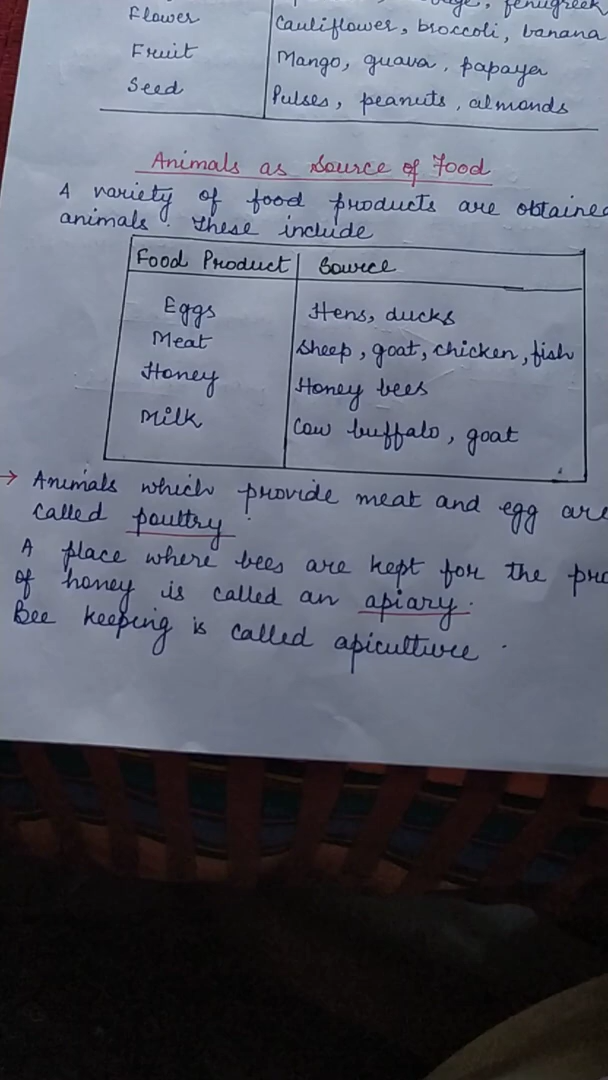 fenugreek
Flower Cauliflower, broccoli, banana
Fruit Mango, guava, papaya
Seed Pulses, peanuts, almonds
Animals as Source of Food
A variety of food products are obtained
animals. These include
Food Product Source
Eggs Hens, ducks
Meat Sheep, goat, chicken, fish
Honey Honey bees
Milk Cow buffalo, goat
→ Animals which provide meat and egg are
called poultry.
A place where bees are kept for the pro
of honey is called an apiary.
Bee keeping is called apiculture.